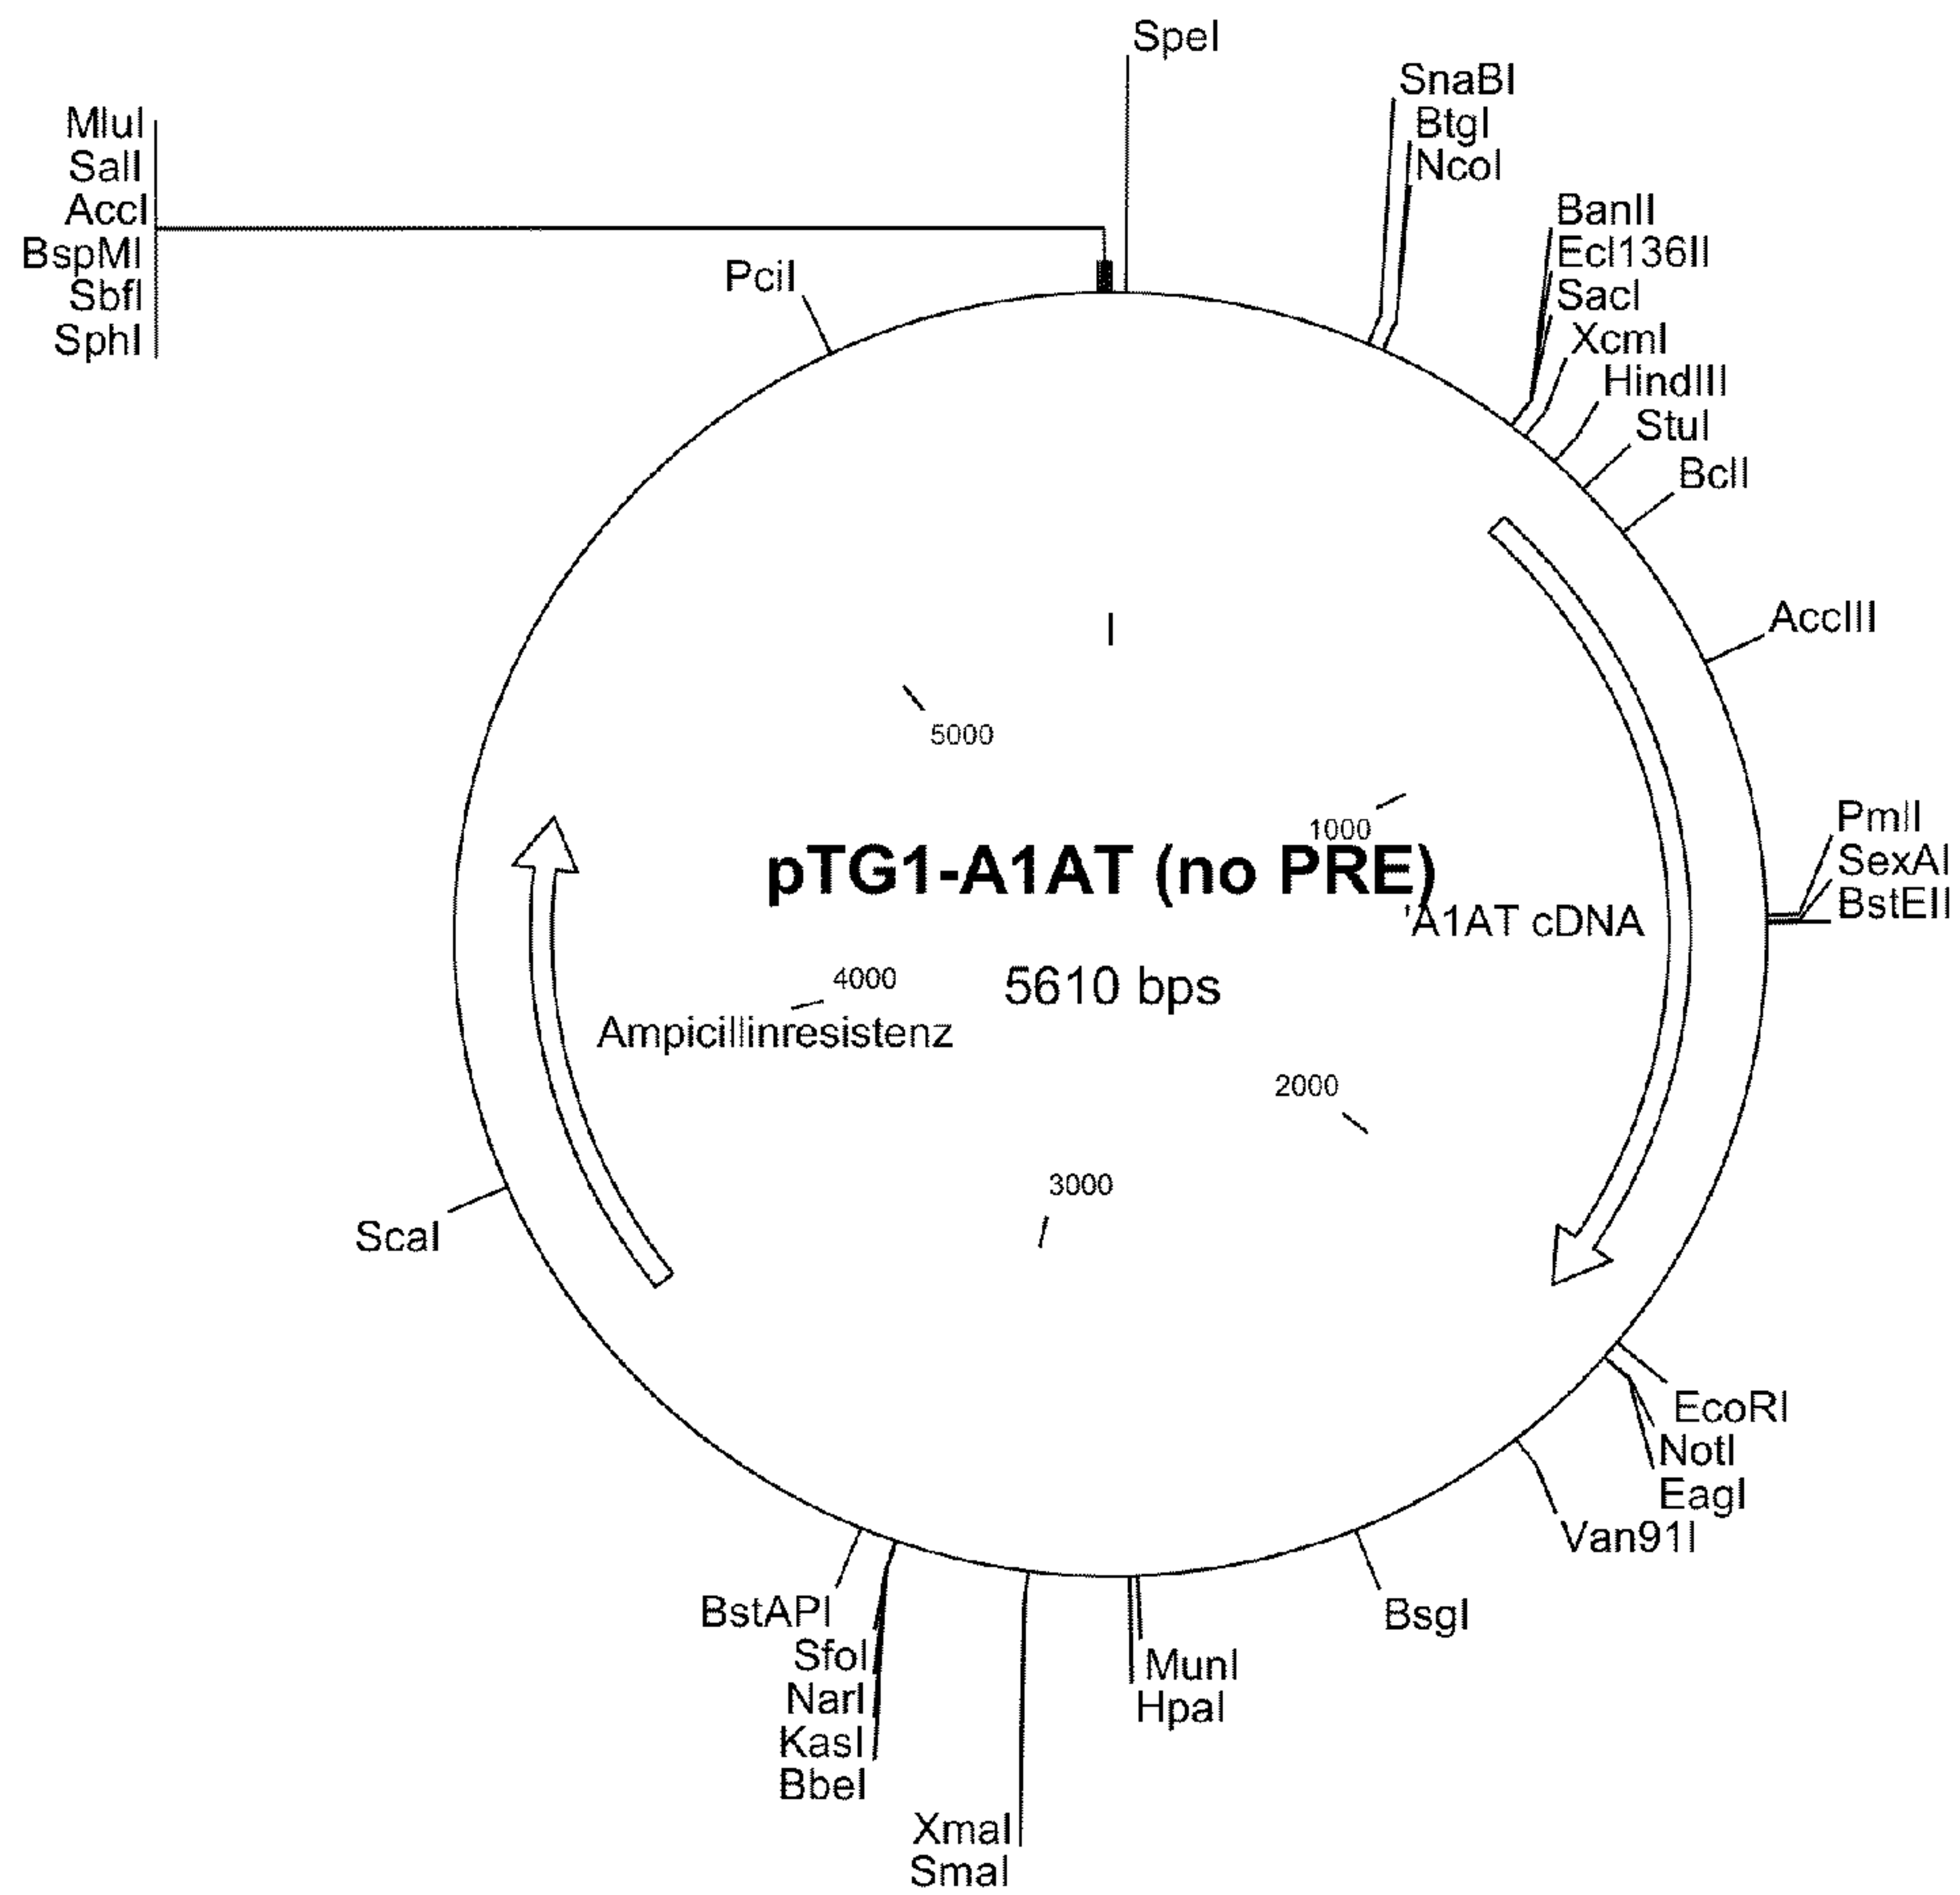 SpeI
SnaBI
BtgI
NcoI
MluI
SalI
AccI
BspMI
SbfI
SphI
PciI
BanII
Ecl136II
SacI
XcmI
HindIII
StuI
BclI
AccIII
PmlI
SexAI
BstEII
5000
1000
pTG1-A1AT (no PRE)
'A1AT cDNA
5610 bps
4000
Ampicillinresistenz
2000
3000
ScaI
EcoRI
NotI
EagI
Van91I
BsgI
MunI
HpaI
BstAPI
SfoI
NarI
KasI
BbeI
XmaI
SmaI